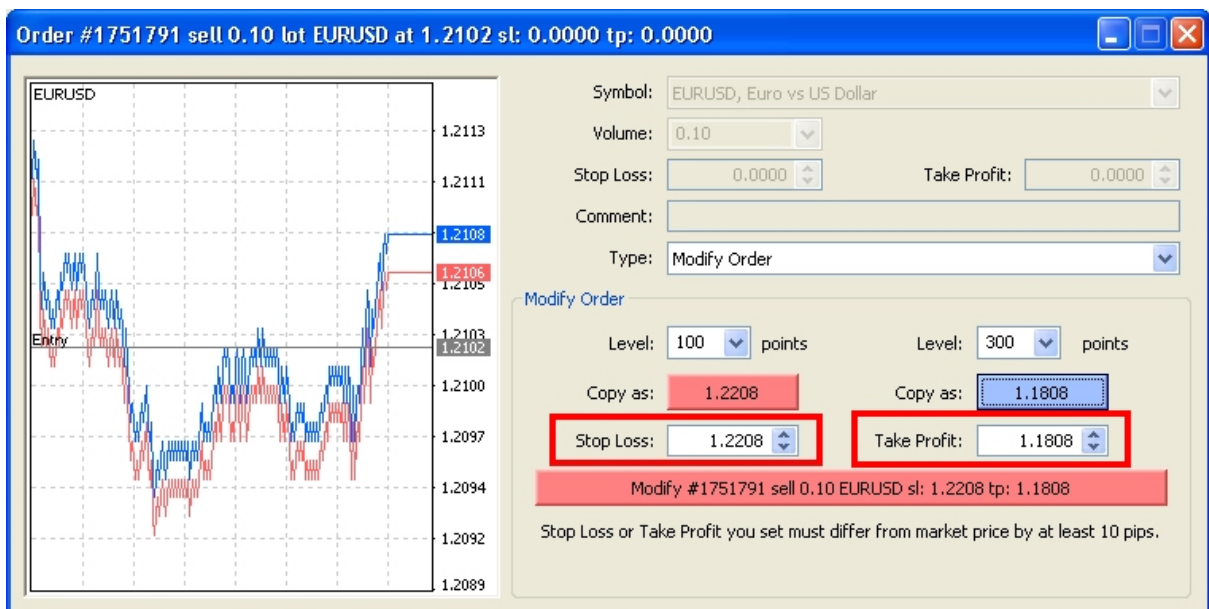 Order #1751791 sell 0.10 lot EURUSD at 1.2102 sl: 0.0000 tp: 0.0000
EURUSD
1.2113
1.2111
1.2108
1.2106
1.2105
1.2103
Entry
1.2102
1.2100
1.2097
1.2094
1.2092
1.2089
Symbol: EURUSD, Euro vs US Dollar
Volume: 0.10
Stop Loss: 0.0000 Take Profit: 0.0000
Comment:
Type: Modify Order
Modify Order
Level: 100 points Level: 300 points
Copy as: 1.2208 Copy as: 1.1808
Stop Loss: 1.2208 Take Profit: 1.1808
Modify #1751791 sell 0.10 EURUSD sl: 1.2208 tp: 1.1808
Stop Loss or Take Profit you set must differ from market price by at least 10 pips.